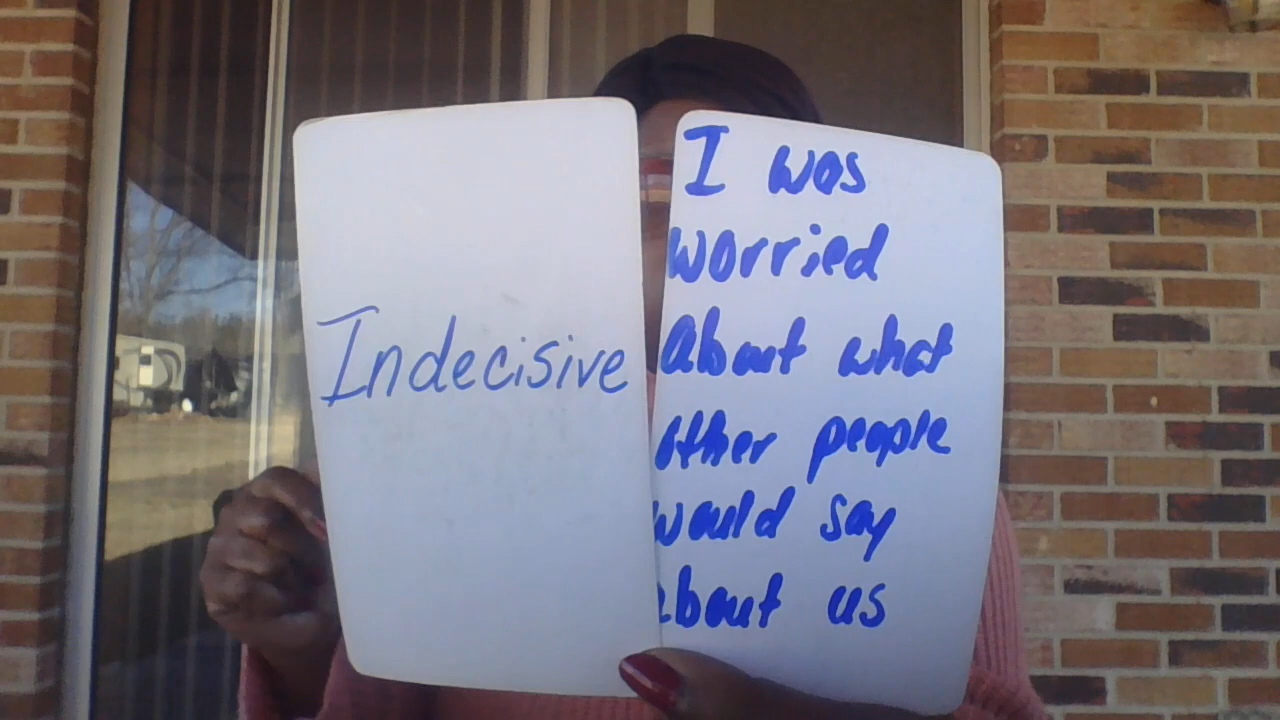 Indecisive
I was
worried
About what
other people
would say
about us